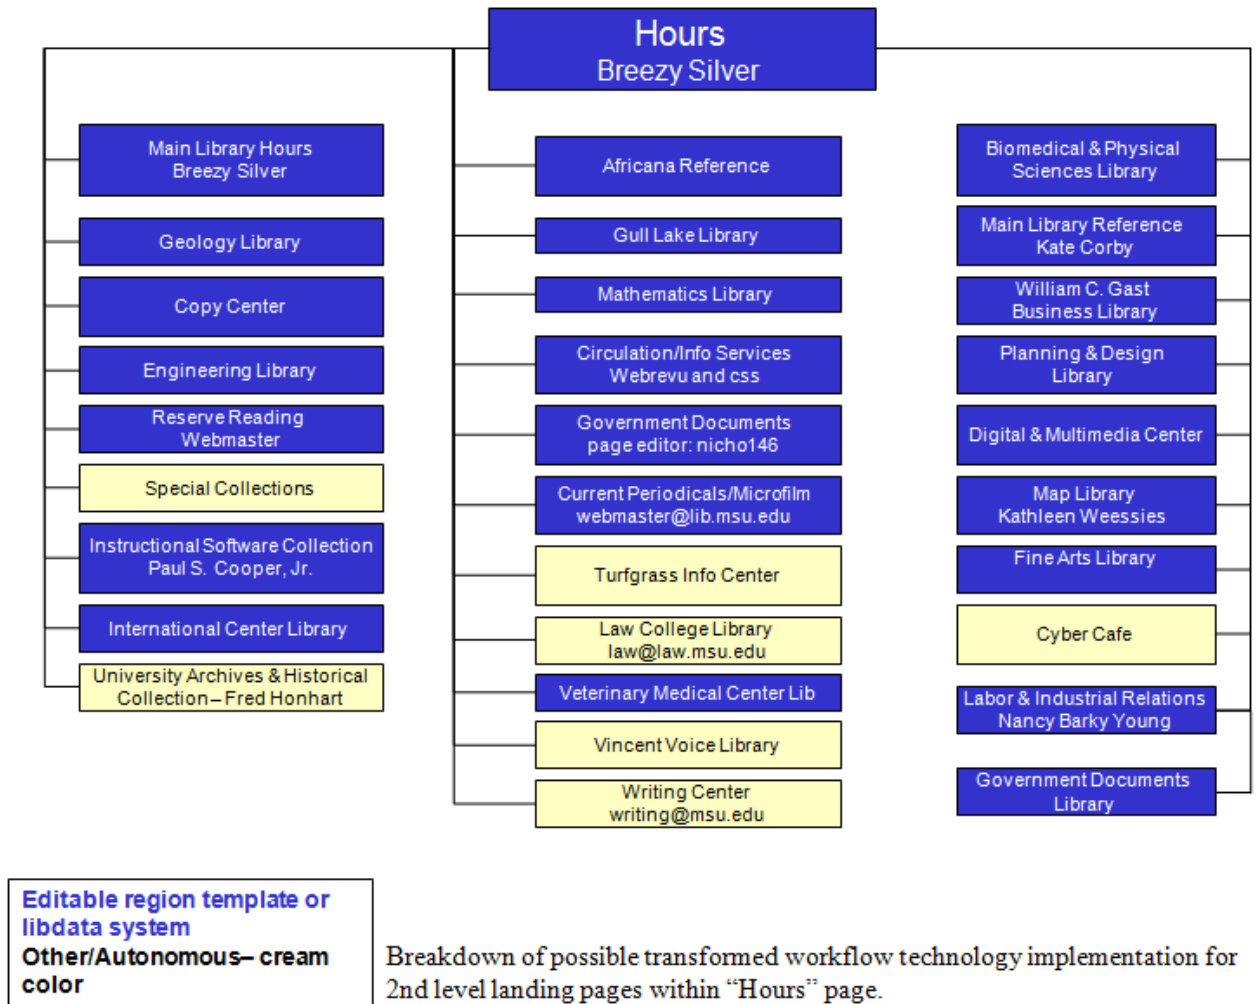 Hours
Breezy Silver
Main Library Hours
Breezy Silver
Geology Library
Copy Center
Engineering Library
Reserve Reading
Webmaster
Special Collections
Instructional Software Collection
Paul S. Cooper, Jr.
International Center Library
University Archives & Historical
Collection – Fred Honhart
Africana Reference
Gull Lake Library
Mathematics Library
Circulation/Info Services
Webrevu and css
Government Documents
page editor: nicho146
Current Periodicals/Microfilm
webmaster@lib.msu.edu
Turfgrass Info Center
Law College Library
law@law.msu.edu
Veterinary Medical Center Lib
Vincent Voice Library
Writing Center
writing@msu.edu
Biomedical & Physical
Sciences Library
Main Library Reference
Kate Corby
William C. Gast
Business Library
Planning & Design
Library
Digital & Multimedia Center
Map Library
Kathleen Weessies
Fine Arts Library
Cyber Cafe
Labor & Industrial Relations
Nancy Barky Young
Government Documents
Library
Editable region template or
libdata system
Other/Autonomous– cream
color
Breakdown of possible transformed workflow technology implementation for
2nd level landing pages within “Hours” page.